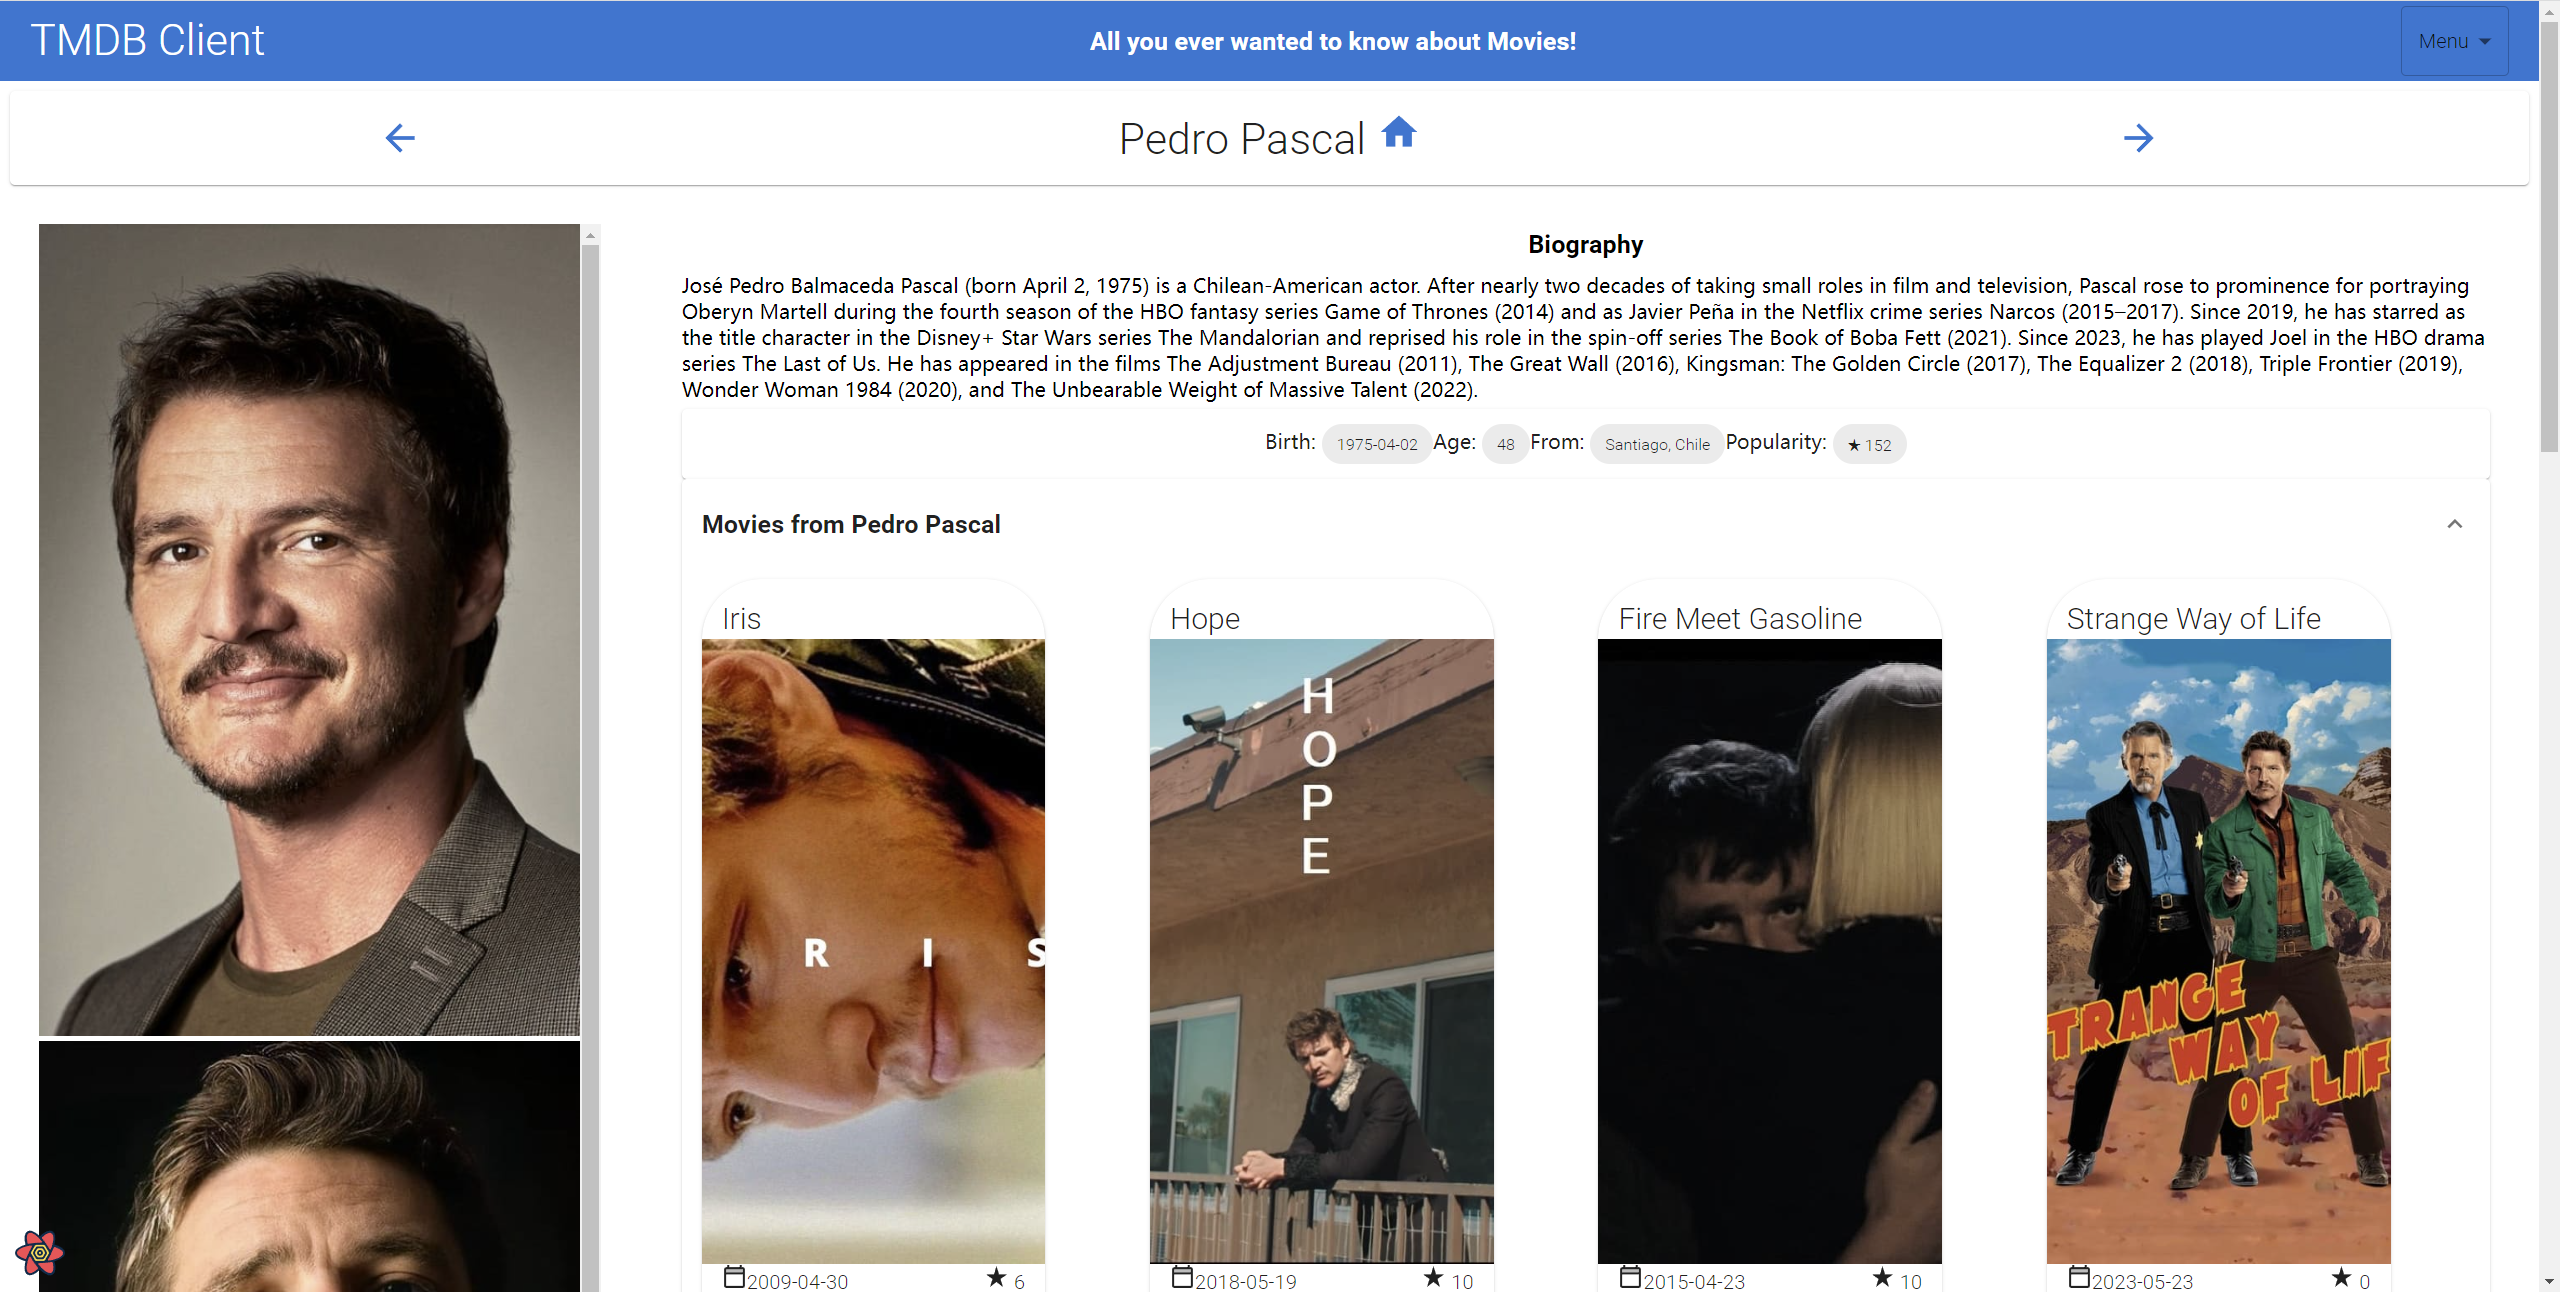 TMDB Client
All you ever wanted to know about Movies!
Menu
Pedro Pascal
Biography
José Pedro Balmaceda Pascal (born April 2, 1975) is a Chilean-American actor. After nearly two decades of taking small roles in film and television, Pascal rose to prominence for portraying
Oberyn Martell during the fourth season of the HBO fantasy series Game of Thrones (2014) and as Javier Peña in the Netflix crime series Narcos (2015–2017). Since 2019, he has starred as
the title character in the Disney+ Star Wars series The Mandalorian and reprised his role in the spin-off series The Book of Boba Fett (2021). Since 2023, he has played Joel in the HBO drama
series The Last of Us. He has appeared in the films The Adjustment Bureau (2011), The Great Wall (2016), Kingsman: The Golden Circle (2017), The Equalizer 2 (2018), Triple Frontier (2019),
Wonder Woman 1984 (2020), and The Unbearable Weight of Massive Talent (2022).
Birth: 1975-04-02 Age: 48 From: Santiago, Chile Popularity: ★ 152
Movies from Pedro Pascal
Iris
R I S
2009-04-30 ★ 6
Hope
H
O
P
E
2018-05-19 ★ 10
Fire Meet Gasoline
2015-04-23 ★ 10
Strange Way of Life
TRANGE
WAY
OF LIF
2023-05-23 ★ 0